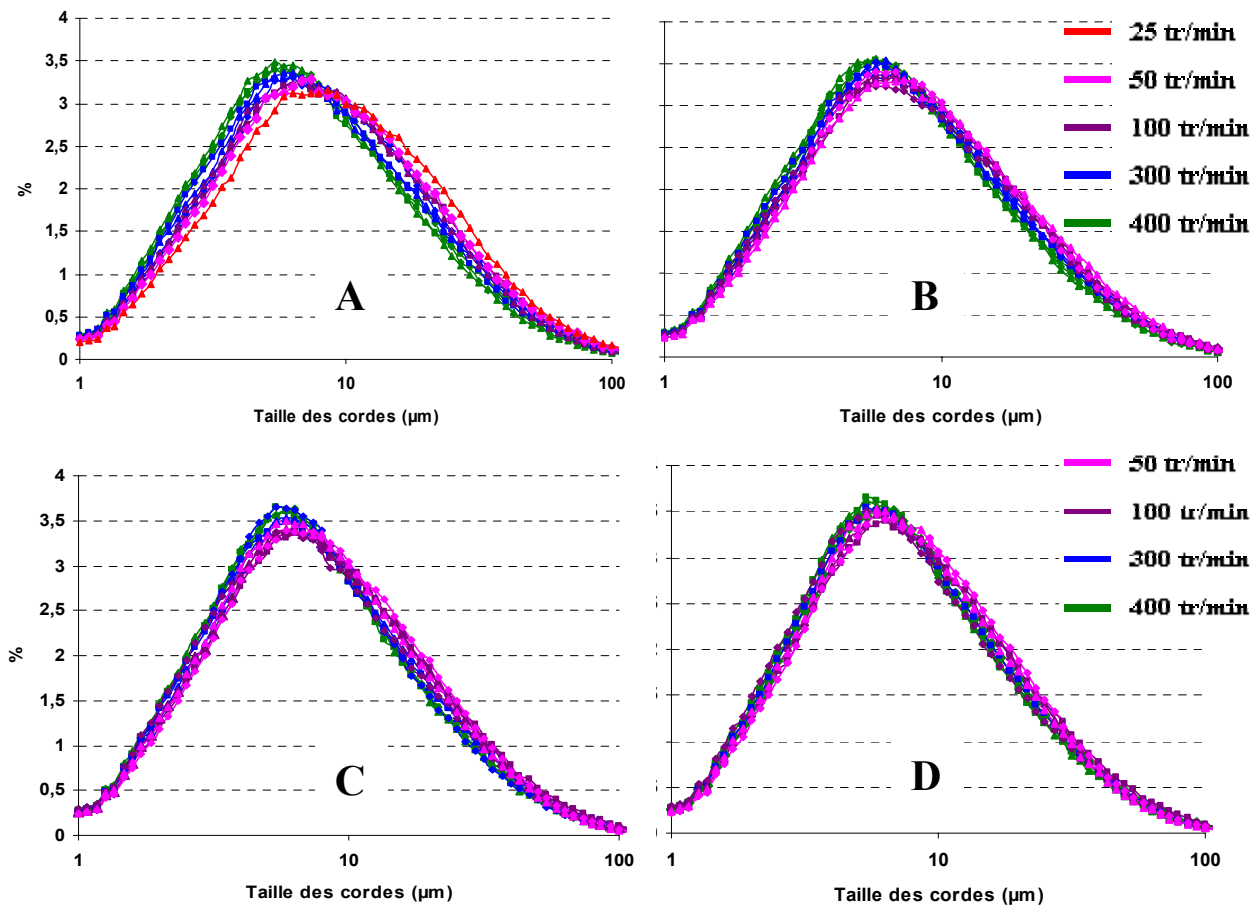 4
3,5
3
2,5
2
1,5
1
0,5
0
%
1 10 100
Taille des cordes (µm)
A
1 10 100
Taille des cordes (µm)
B
25 tr/min
50 tr/min
100 tr/min
300 tr/min
400 tr/min
4
3,5
3
2,5
2
1,5
1
0,5
0
%
1 10 100
Taille des cordes (µm)
C
1 10 100
Taille des cordes (µm)
D
50 tr/min
100 tr/min
300 tr/min
400 tr/min